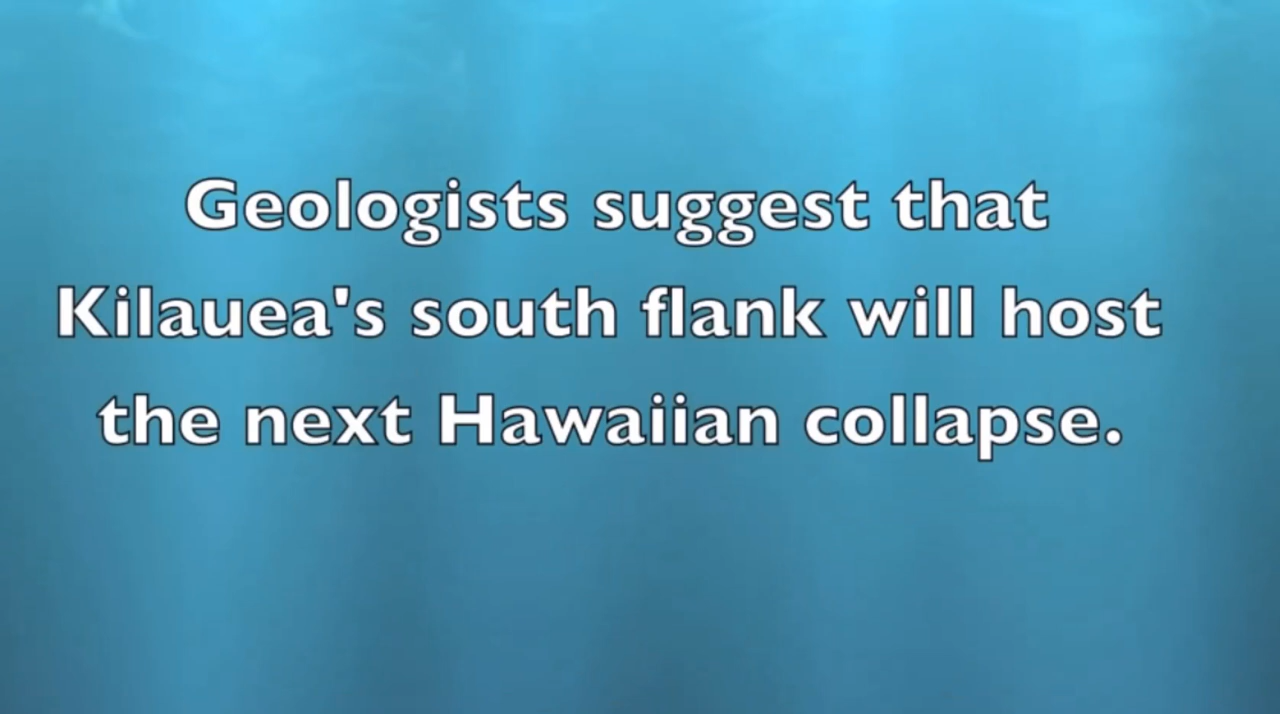 Geologists suggest that
Kilauea's south flank will host
the next Hawaiian collapse.